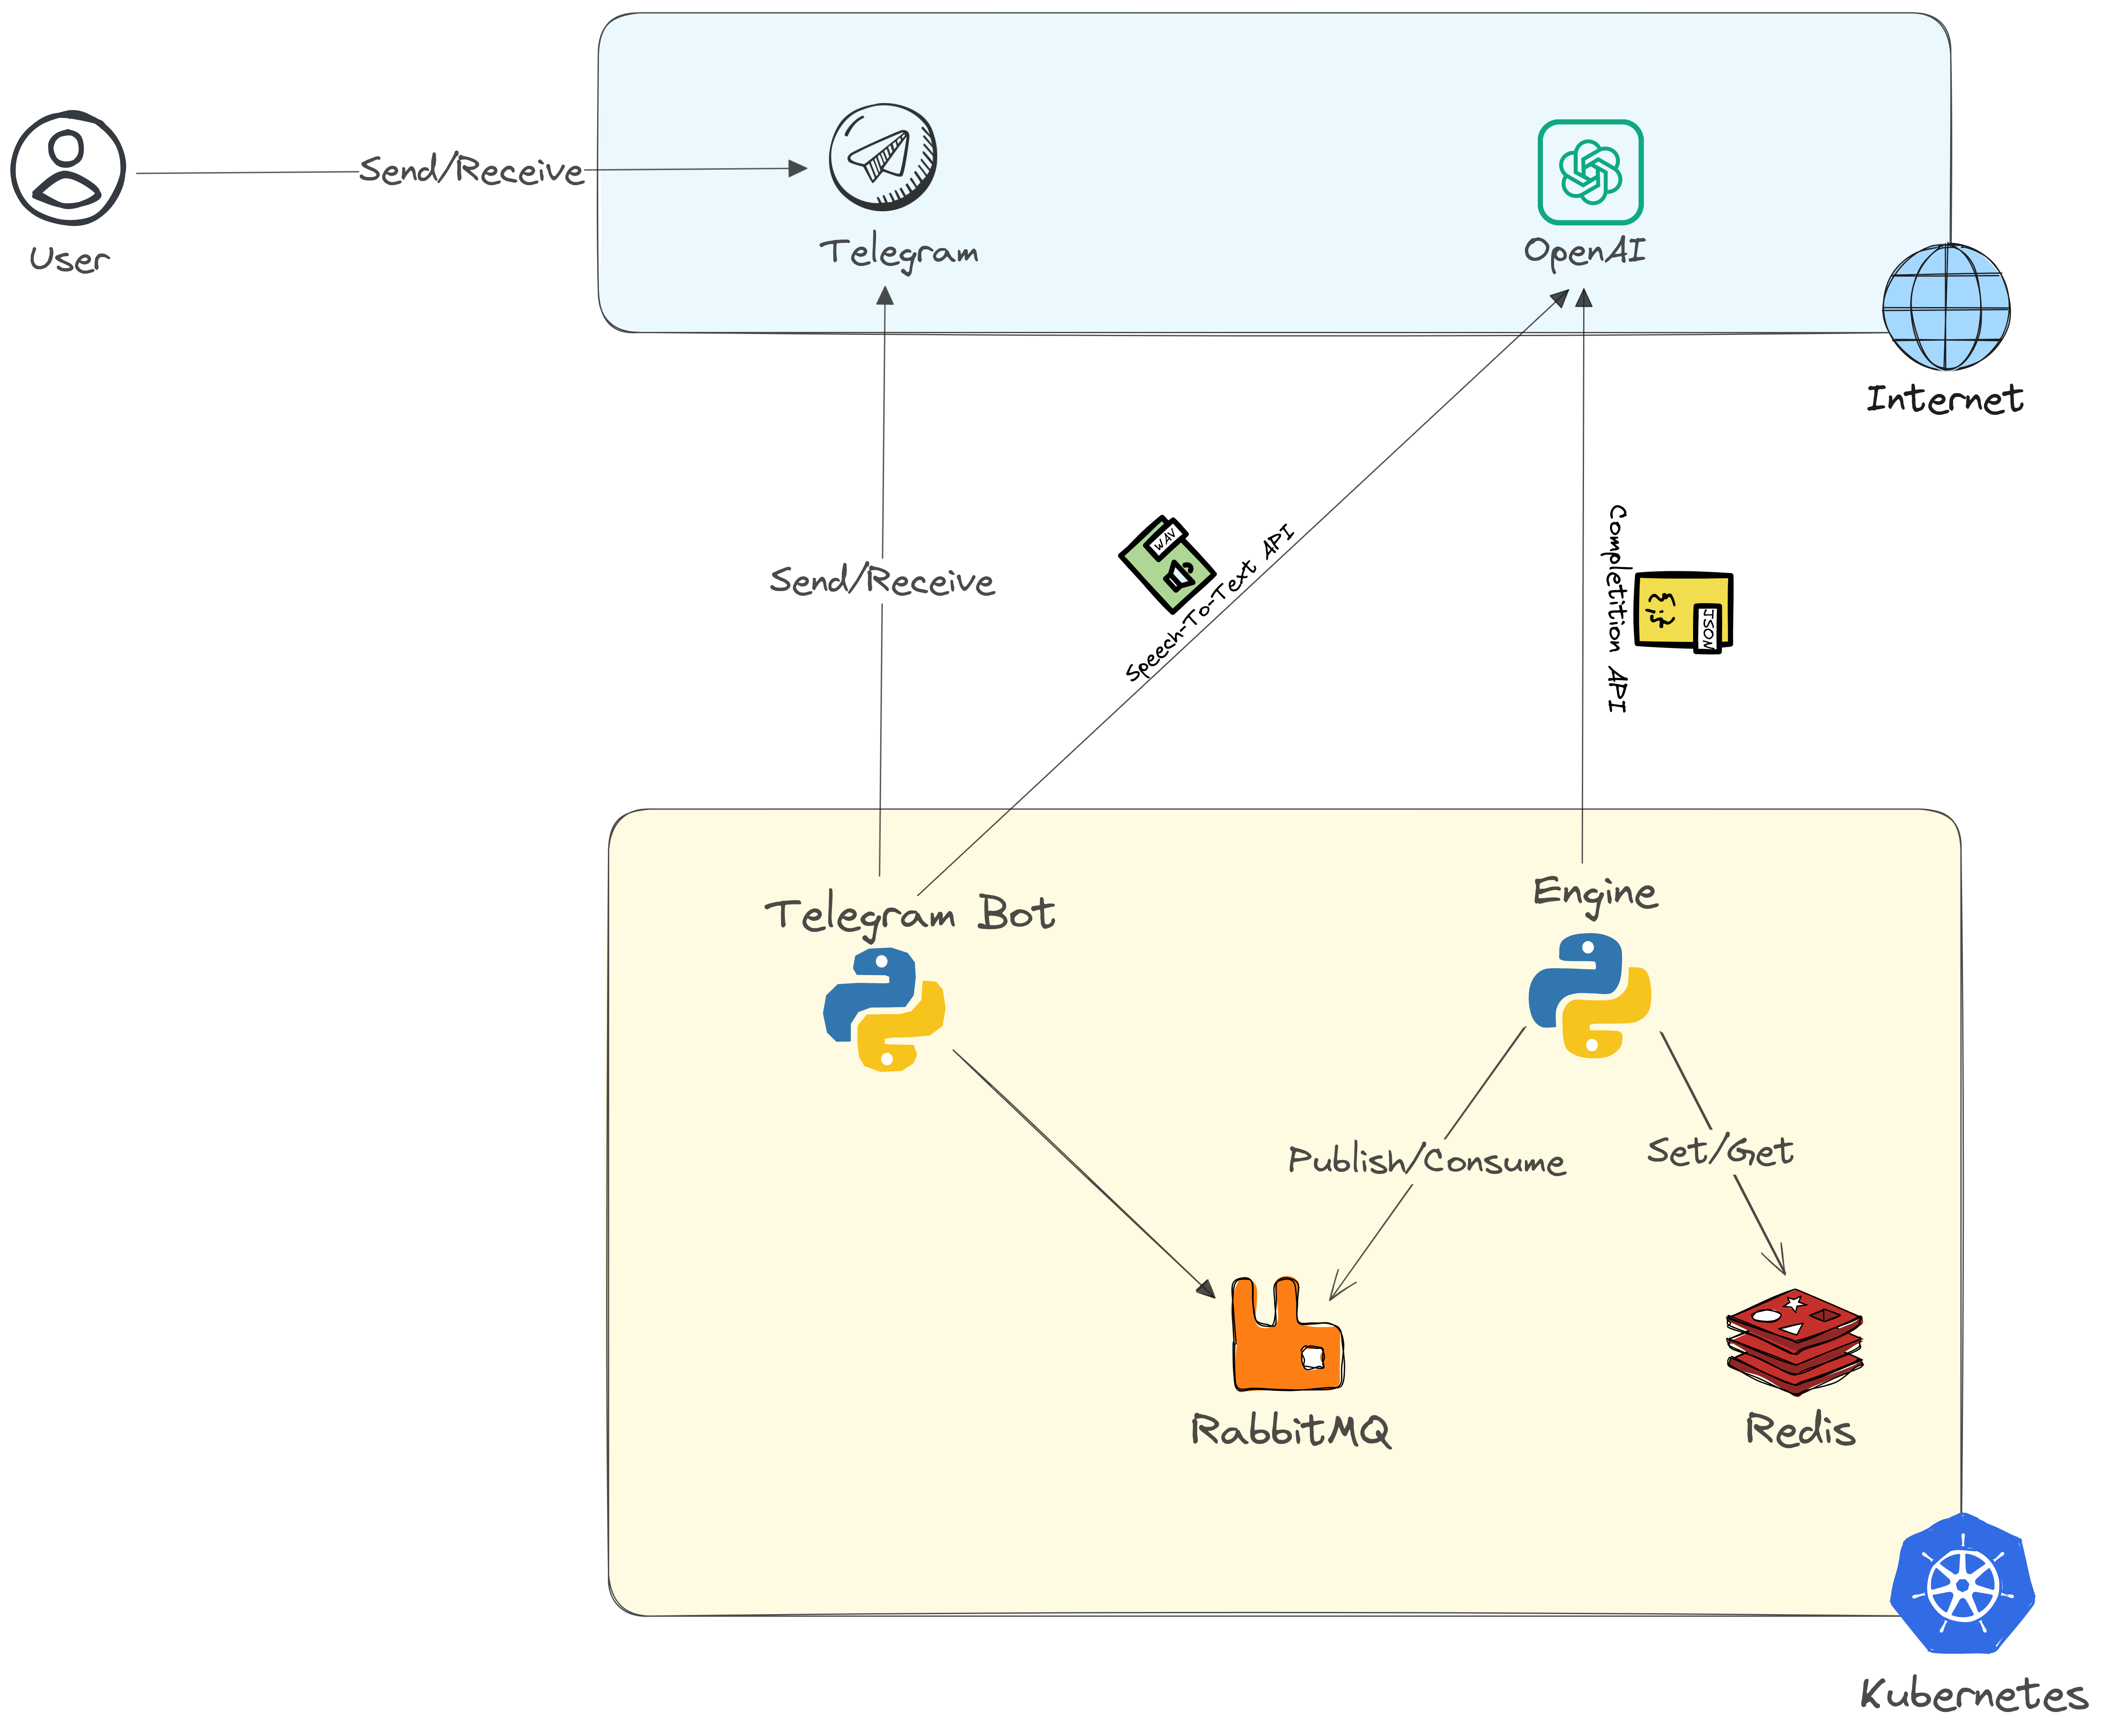 Send/Receive
User
Telegram
OpenAI
Internet
Send/Receive
WAV
Speech-To-Text API
Completition API
JSON
Telegram Bot
Engine
Publish/Consume
Set/Get
RabbitMQ
Redis
Kubernetes